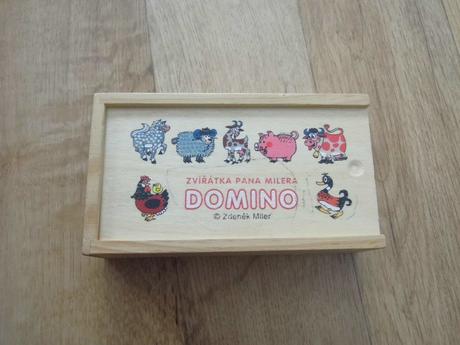 ZVÍŘÁTKA PANA MILERA
DOMINO
© Zdeněk Miler